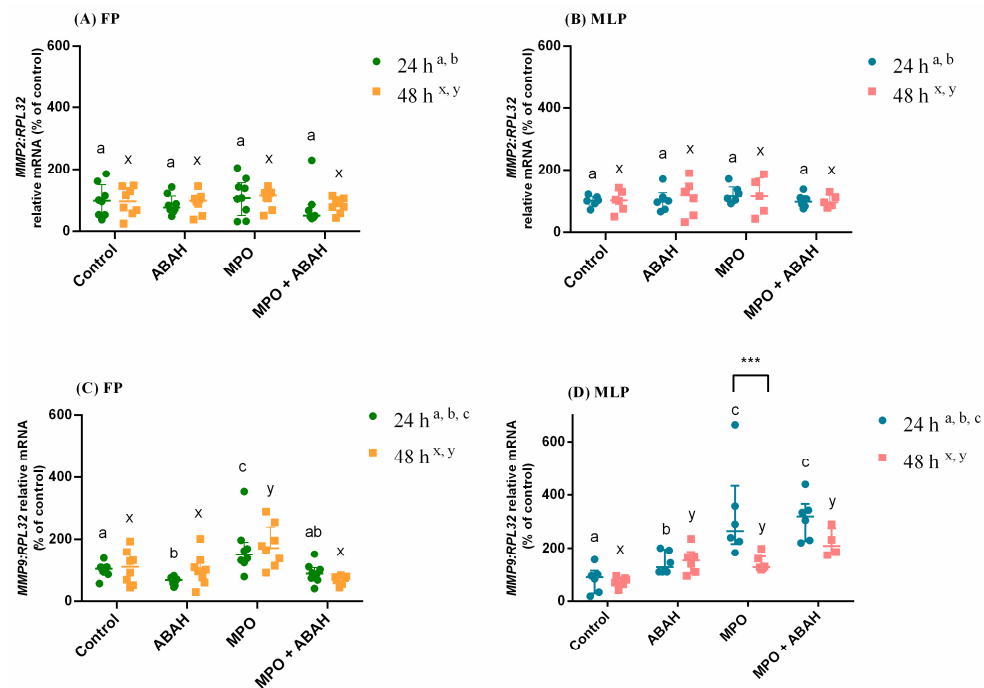 (A) FP
MMP2:RPL32
relative mRNA (% of control)
600
400
200
0
a x a x a x a x
Control ABAH MPO MPO + ABAH
24 h a, b
48 h x, y
(B) MLP
MMP2:RPL32
relative mRNA (% of control)
600
400
200
0
a x a x a x a x
Control ABAH MPO MPO + ABAH
24 h a, b
48 h x, y
(C) FP
MMP9:RPL32 relative mRNA
(% of control)
600
400
200
0
a x b x c y ab x
Control ABAH MPO MPO + ABAH
24 h a, b, c
48 h x, y
(D) MLP
MMP9:RPL32 relative mRNA
(% of control)
600
400
200
0
***
a x b y c y c y
Control ABAH MPO MPO + ABAH
24 h a, b, c
48 h x, y